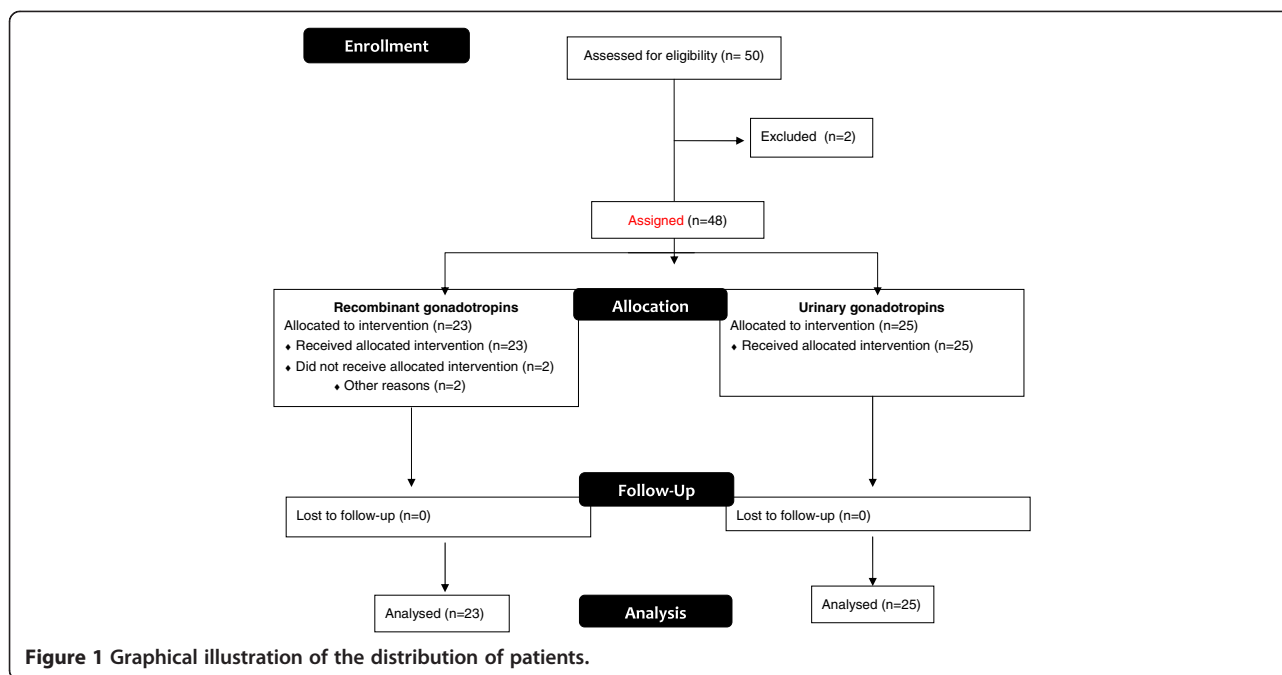 Enrollment
Assessed for eligibility (n= 50)
Excluded (n=2)
Assigned (n=48)
Allocation
Recombinant gonadotropins
Allocated to intervention (n=23)
♦ Received allocated intervention (n=23)
♦ Did not receive allocated intervention (n=2)
♦ Other reasons (n=2)
Urinary gonadotropins
Allocated to intervention (n=25)
♦ Received allocated intervention (n=25)
Follow-Up
Lost to follow-up (n=0)
Lost to follow-up (n=0)
Analysed (n=23)
Analysis
Analysed (n=25)
Figure 1 Graphical illustration of the distribution of patients.